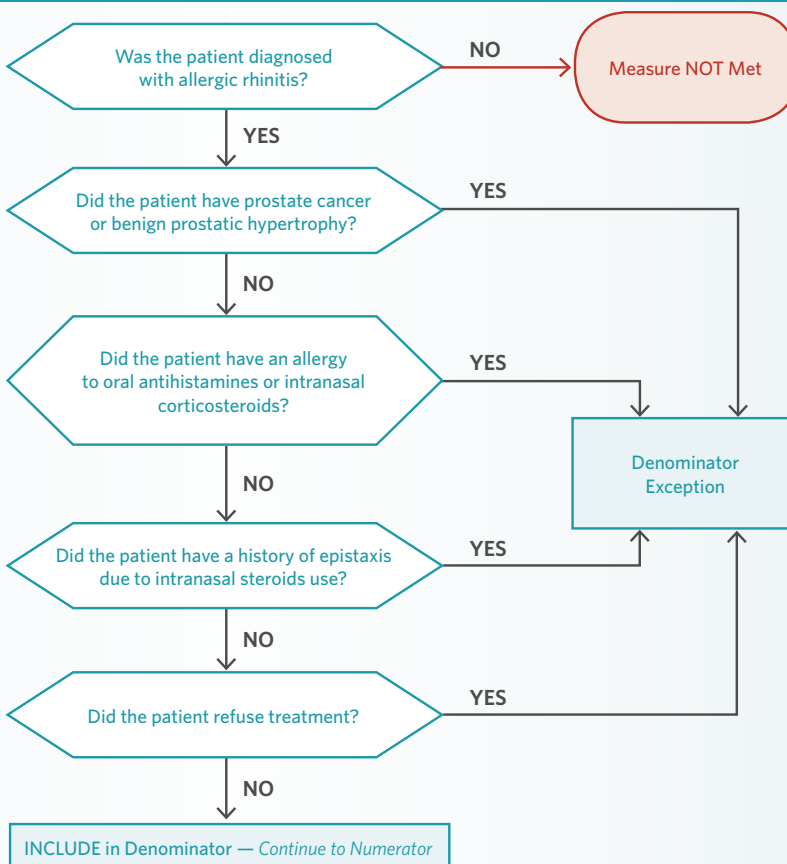 Was the patient diagnosed
with allergic rhinitis?
NO
Measure NOT Met
YES
Did the patient have prostate cancer
or benign prostatic hypertrophy?
YES
NO
Did the patient have an allergy
to oral antihistamines or intranasal
corticosteroids?
YES
Denominator
Exception
NO
Did the patient have a history of epistaxis
due to intranasal steroids use?
YES
NO
Did the patient refuse treatment?
YES
NO
INCLUDE in Denominator — Continue to Numerator